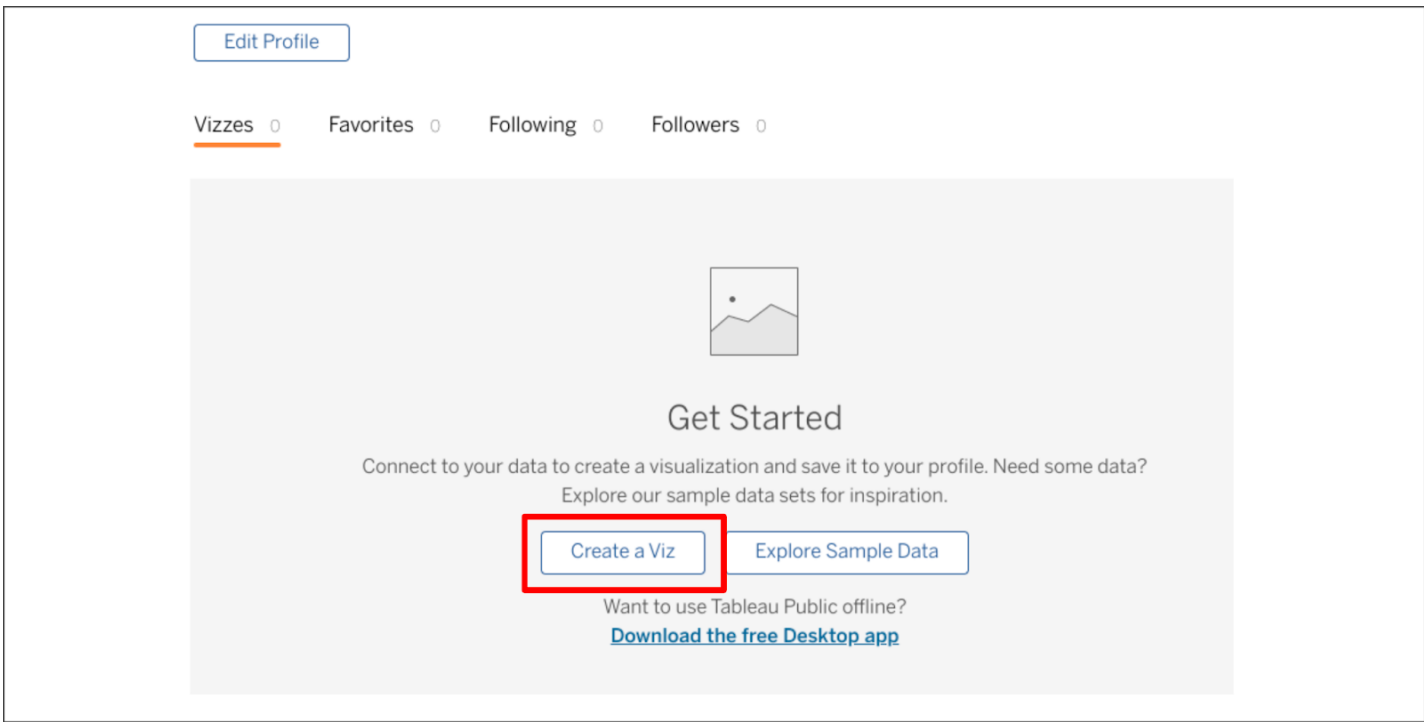 Edit Profile
Vizzes 0 Favorites 0 Following 0 Followers 0
Get Started
Connect to your data to create a visualization and save it to your profile. Need some data?
Explore our sample data sets for inspiration.
Create a Viz Explore Sample Data
Want to use Tableau Public offline?
Download the free Desktop app